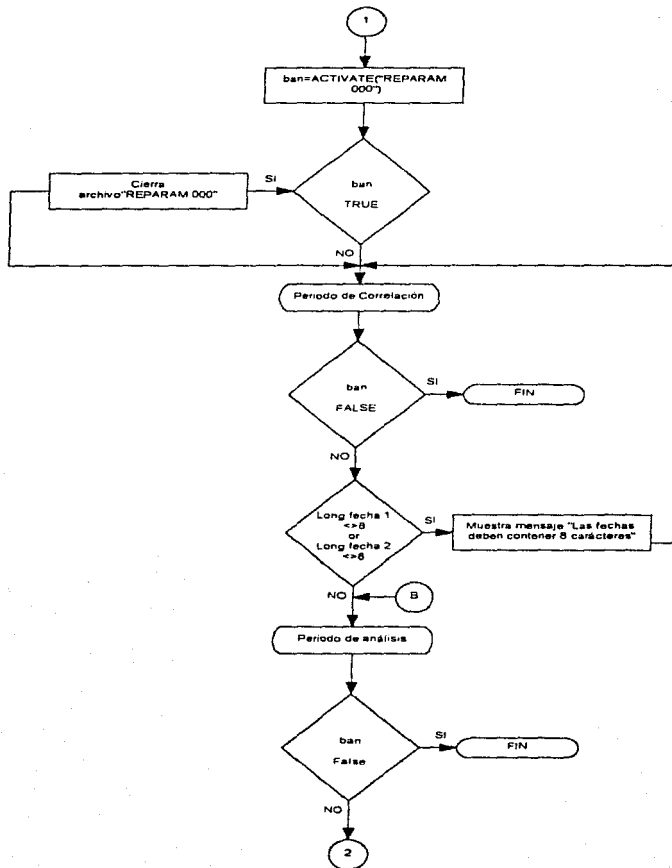 1
ban=ACTIVATE("REPARAM
000")
Cierra
archivo"REPARAM 000"
SI
ban
TRUE
NO
Periodo de Correlación
ban
FALSE
SI
FIN
NO
Long fecha 1
<>8
or
Long fecha 2
<>8
SI
Muestra mensaje "Las fechas
deben contener 8 carácteres"
NO
B
Periodo de análisis
ban
False
SI
FIN
NO
2